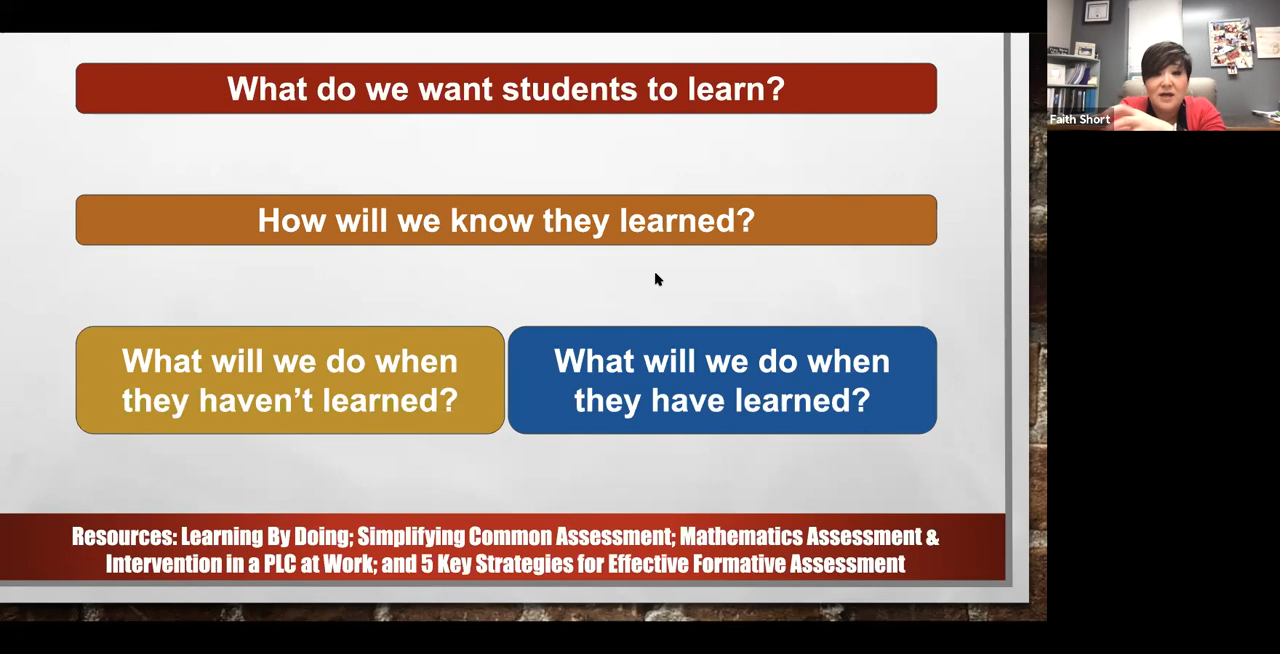 What do we want students to learn?
How will we know they learned?
What will we do when
they haven’t learned?
What will we do when
they have learned?
Resources: Learning By Doing; Simplifying Common Assessment; Mathematics Assessment &
Intervention in a PLC at Work; and 5 Key Strategies for Effective Formative Assessment
Faith Short